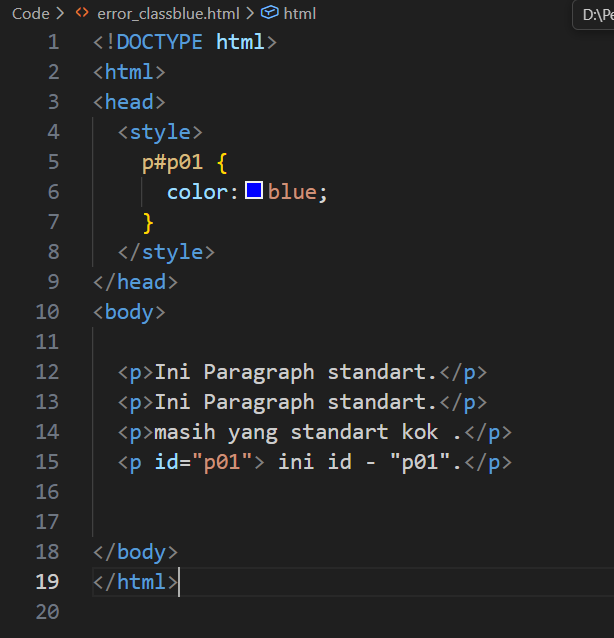 Code > error_classblue.html > html
D:\Pe
1 <!DOCTYPE html>
2 <html>
3 <head>
4 <style>
5 p#p01 {
6 color: blue;
7 }
8 </style>
9 </head>
10 <body>
11
12 <p>Ini Paragraph standart.</p>
13 <p>Ini Paragraph standart.</p>
14 <p>masih yang standart kok .</p>
15 <p id="p01"> ini id - "p01".</p>
16
17
18 </body>
19 </html>
20